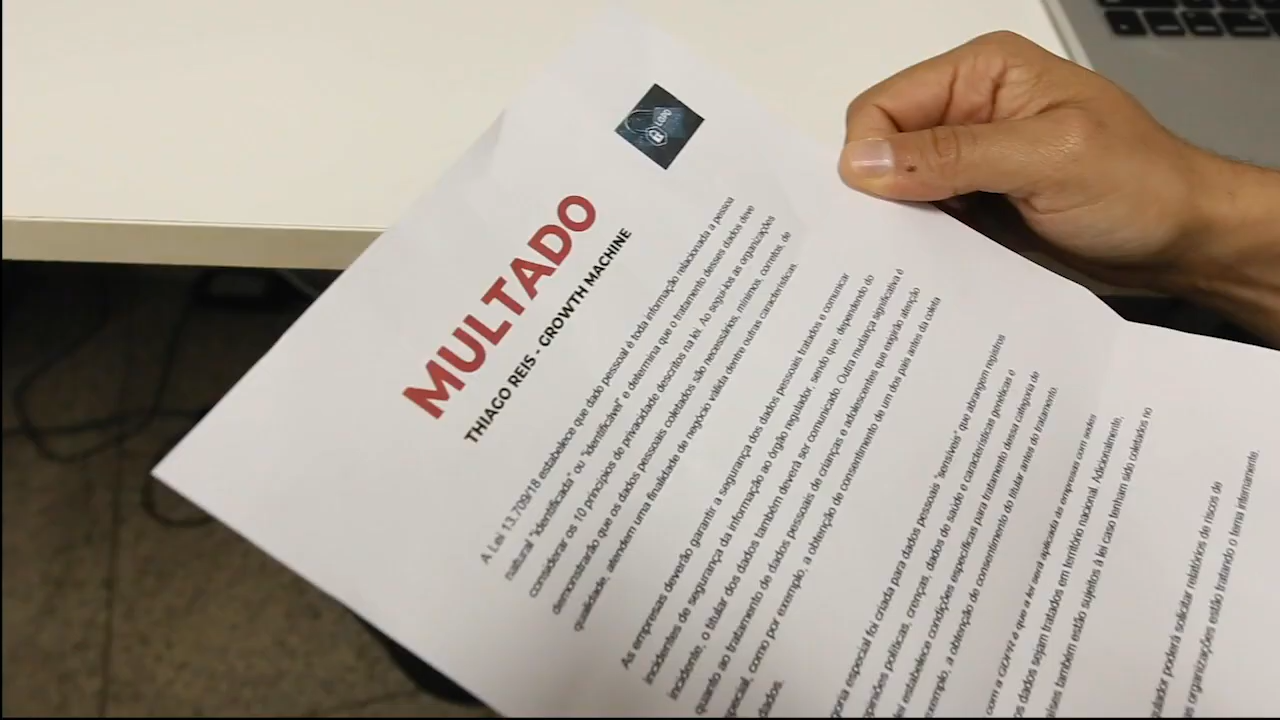 LGPD
MULTADO
THIAGO REIS - GROWTH MACHINE
A Lei 13.709/18 estabelece que dado pessoal é toda informação relacionada a pessoa
natural "identificada" ou "identificável" e determina que o tratamento desses dados deve
considerar os 10 princípios de privacidade descritos na lei. Ao segui-los as organizações
demonstrarão que os dados pessoais coletados são necessários, mínimos, corretos, de
qualidade, atendem uma finalidade de negócio válida dentre outras características.
As empresas deverão garantir a segurança dos dados pessoais tratados e comunicar
incidentes de segurança da informação ao órgão regulador, sendo que, dependendo do
incidente, o titular dos dados também deverá ser comunicado. Outra mudança significativa é
quanto ao tratamento de dados pessoais de crianças e adolescentes que exigirão atenção
especial, como por exemplo, a obtenção de consentimento de um dos pais antes da coleta
dados.
goria especial foi criada para dados pessoais "sensíveis" que abrangem registros
opiniões políticas, crenças, dados de saúde e características genéticas e
lei estabelece condições específicas para tratamento dessa categoria de
exemplo, a obtenção de consentimento do titular antes do tratamento.
com a GDPR é que a lei será aplicada às empresas com sedes
os dados sejam tratados em território nacional. Adicionalmente,
íses também estão sujeitos à lei caso tenham sido coletados no
ulador poderá solicitar relatórios de riscos de
as organizações estão tratando o tema internamente.